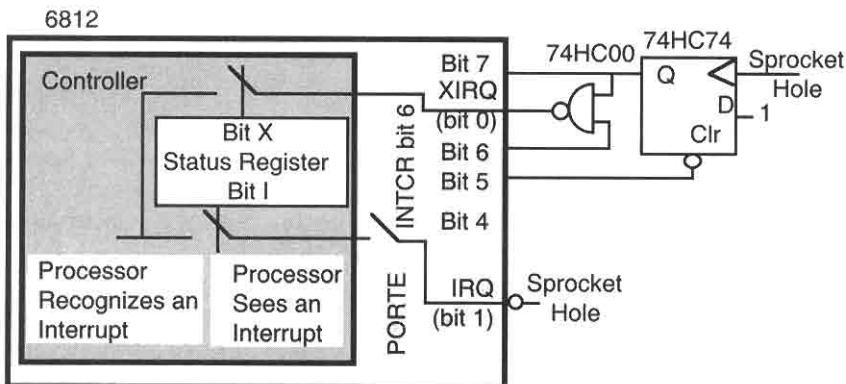 6812
Controller
Bit X
Status Register
Bit I
Processor
Recognizes an
Interrupt
Processor
Sees an
Interrupt
INTCR bit 6
PORTE
Bit 7
XIRQ
(bit 0)
Bit 6
Bit 5
Bit 4
IRQ
(bit 1)
74HC00
74HC74
Q
D
Clr
1
Sprocket
Hole
Sprocket
Hole